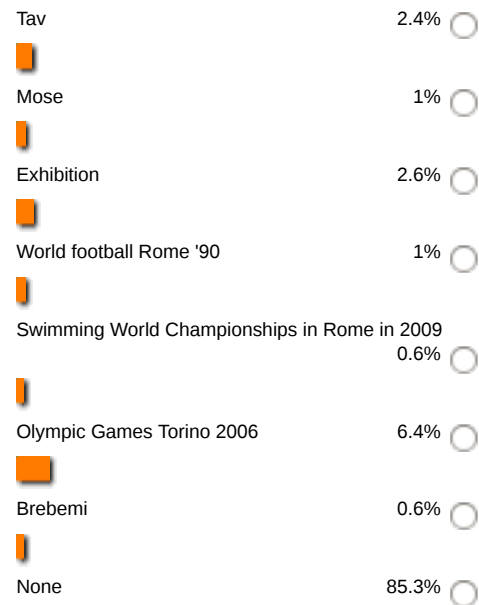 Tav 2.4%
Mose 1%
Exhibition 2.6%
World football Rome '90 1%
Swimming World Championships in Rome in 2009
0.6%
Olympic Games Torino 2006 6.4%
Brebemi 0.6%
None 85.3%